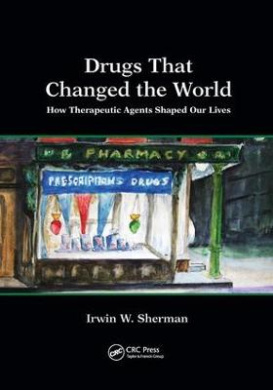 Drugs That
Changed the World
How Therapeutic Agents Shaped Our Lives
PHARMACY
PRESCRIPTIONS DRUGS
Irwin W. Sherman
CRC Press
Taylor & Francis Group